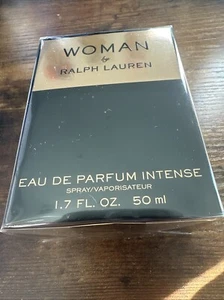 WOMAN
by
RALPH LAUREN
EAU DE PARFUM INTENSE
SPRAY/VAPORISATEUR
1.7 FL. OZ. 50 ml